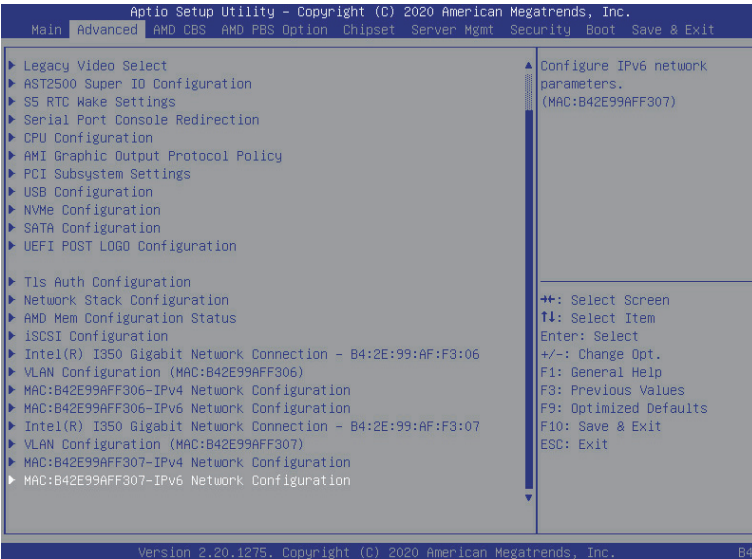 Aptio Setup Utility – Copyright (C) 2020 American Megatrends, Inc.
Main Advanced AMD CBS AMD PBS Option Chipset Server Mgmt Security Boot Save & Exit
Legacy Video Select
AST2500 Super IO Configuration
S5 RTC Wake Settings
Serial Port Console Redirection
CPU Configuration
AMI Graphic Output Protocol Policy
PCI Subsystem Settings
USB Configuration
NVMe Configuration
SATA Configuration
UEFI POST LOGO Configuration
Tls Auth Configuration
Network Stack Configuration
AMD Mem Configuration Status
iSCSI Configuration
Intel(R) I350 Gigabit Network Connection – B4:2E:99:AF:F3:06
VLAN Configuration (MAC:B42E99AFF306)
MAC:B42E99AFF306-IPv4 Network Configuration
MAC:B42E99AFF306-IPv6 Network Configuration
Intel(R) I350 Gigabit Network Connection – B4:2E:99:AF:F3:07
VLAN Configuration (MAC:B42E99AFF307)
MAC:B42E99AFF307-IPv4 Network Configuration
MAC:B42E99AFF307-IPv6 Network Configuration
Configure IPv6 network
parameters.
(MAC:B42E99AFF307)
→←: Select Screen
↑↓: Select Item
Enter: Select
+/-: Change Opt.
F1: General Help
F3: Previous Values
F9: Optimized Defaults
F10: Save & Exit
ESC: Exit
Version 2.20.1275. Copyright (C) 2020 American Megatrends, Inc.
B4